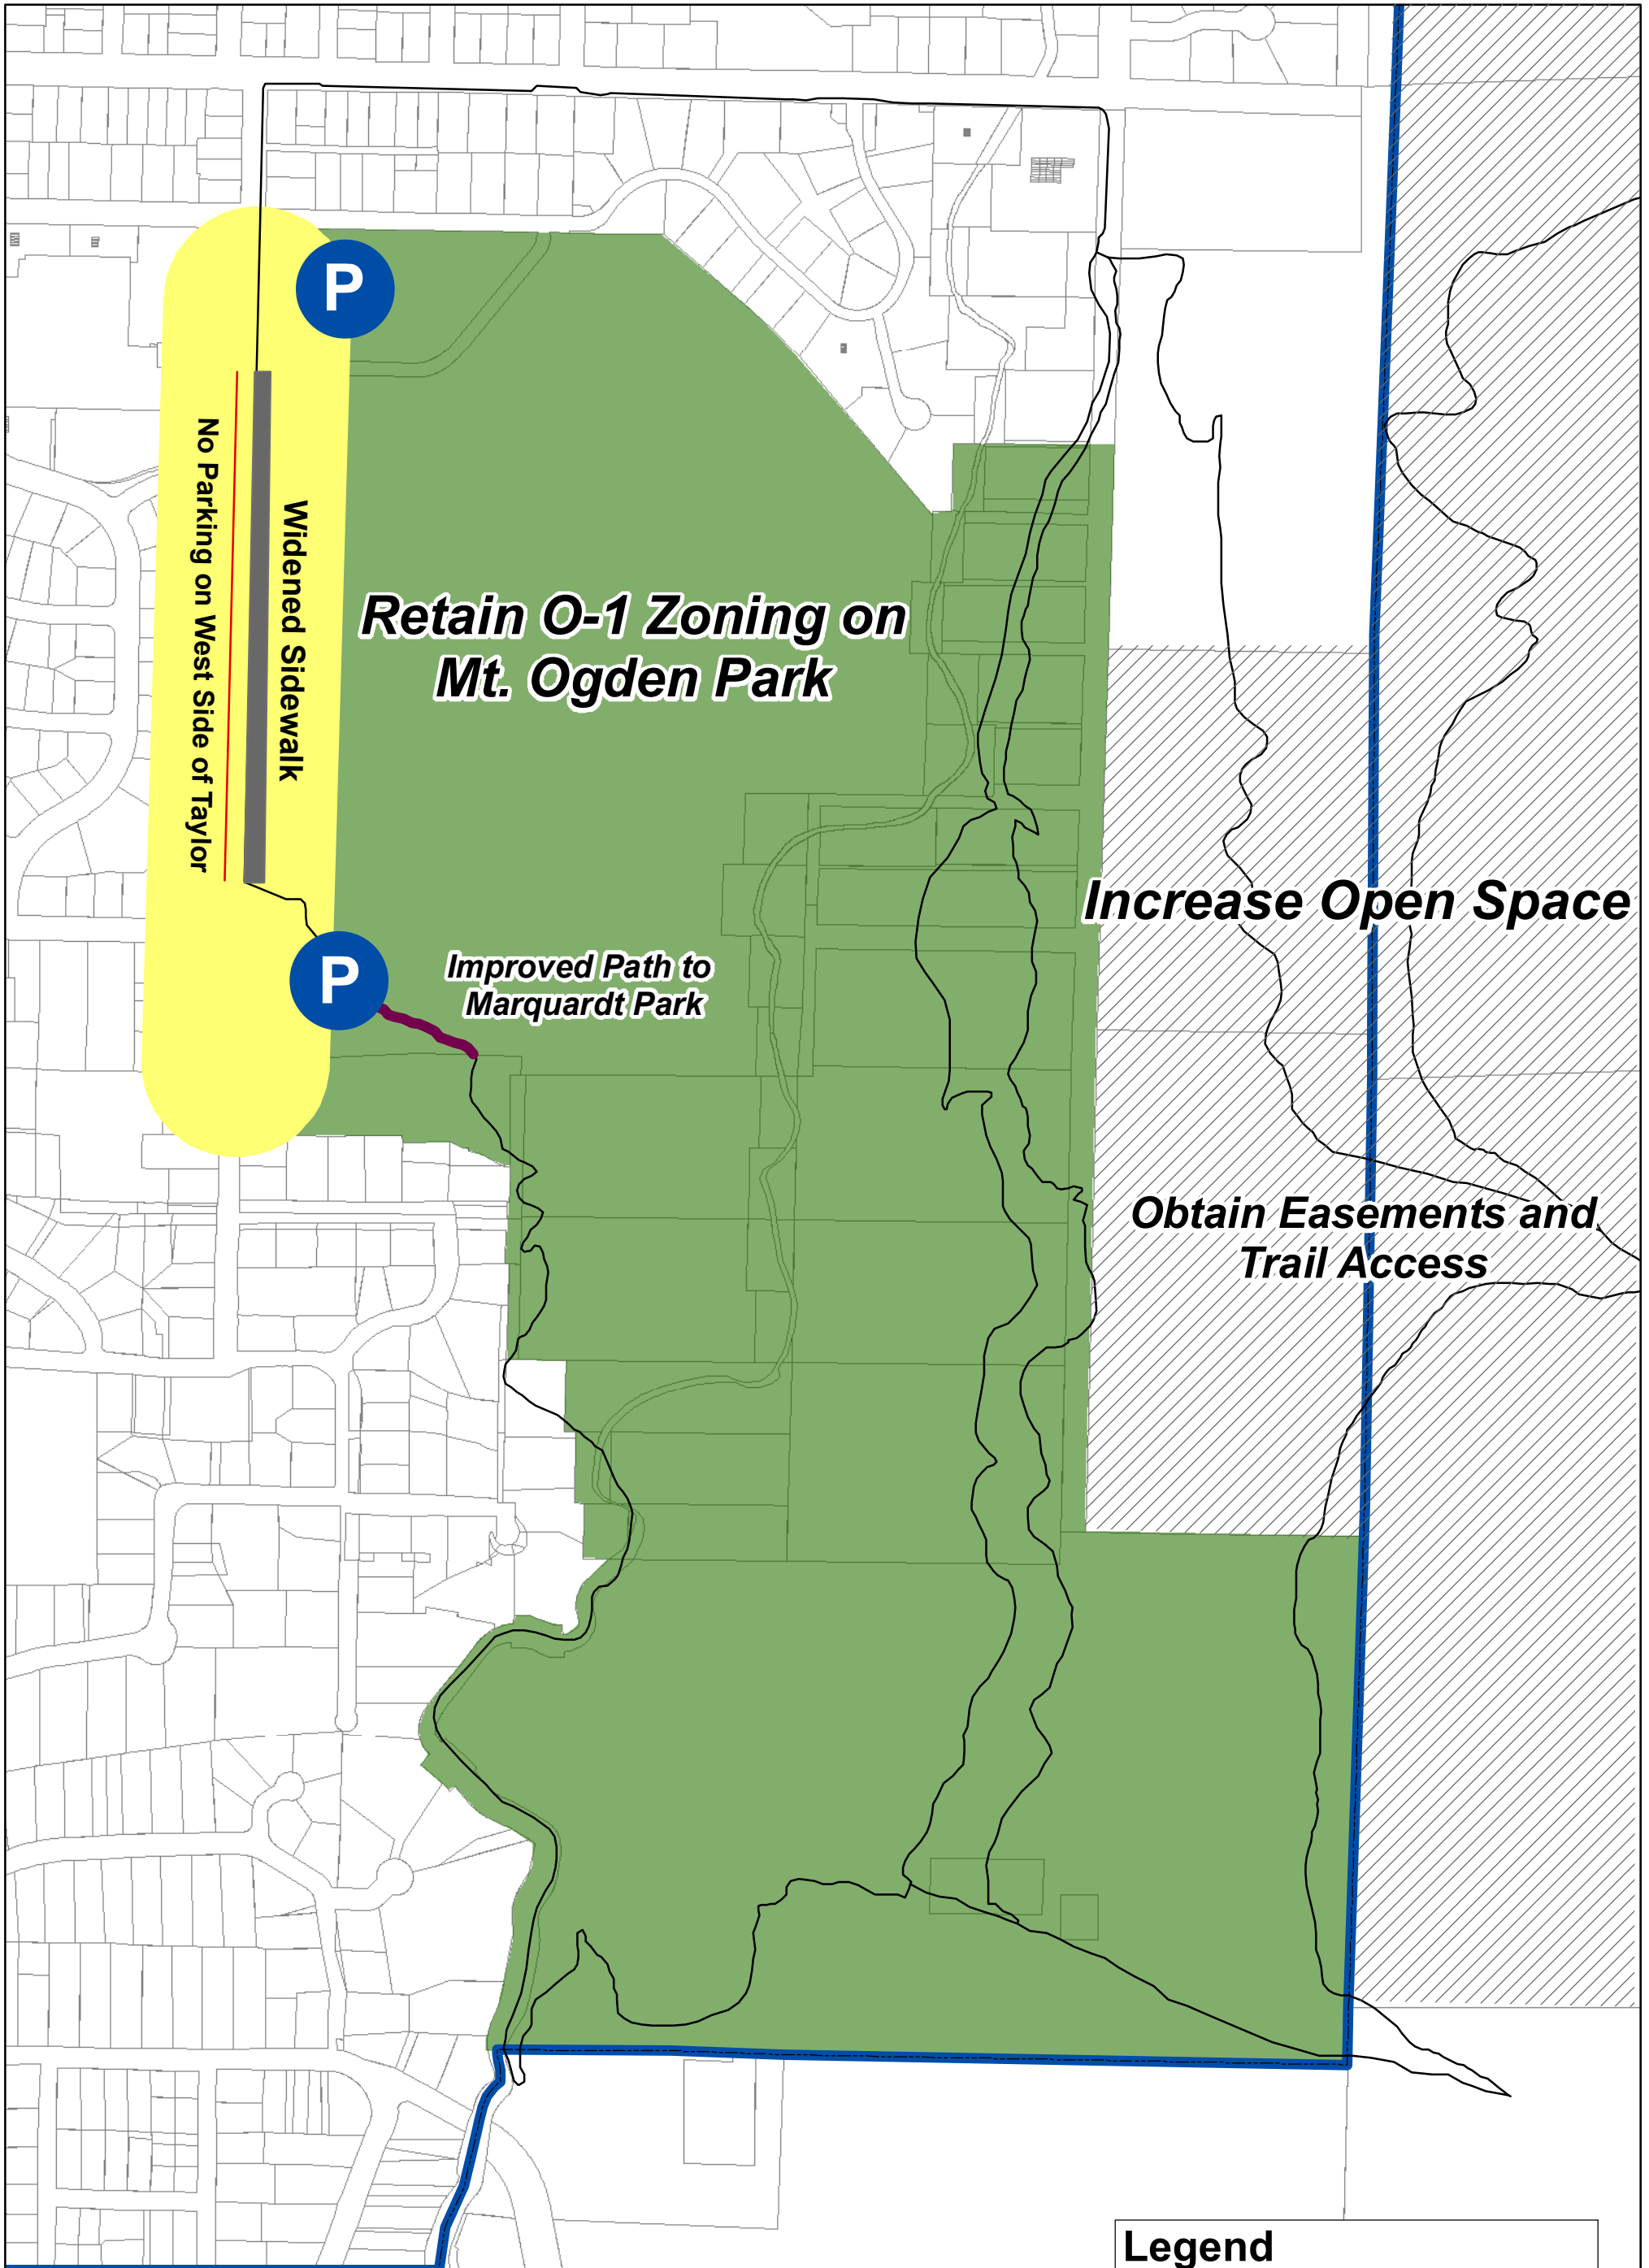 P
No Parking on West Side of Taylor
Widened Sidewalk
Retain O-1 Zoning on
Mt. Ogden Park
Increase Open Space
P
Improved Path to
Marquardt Park
Obtain Easements and
Trail Access
Legend